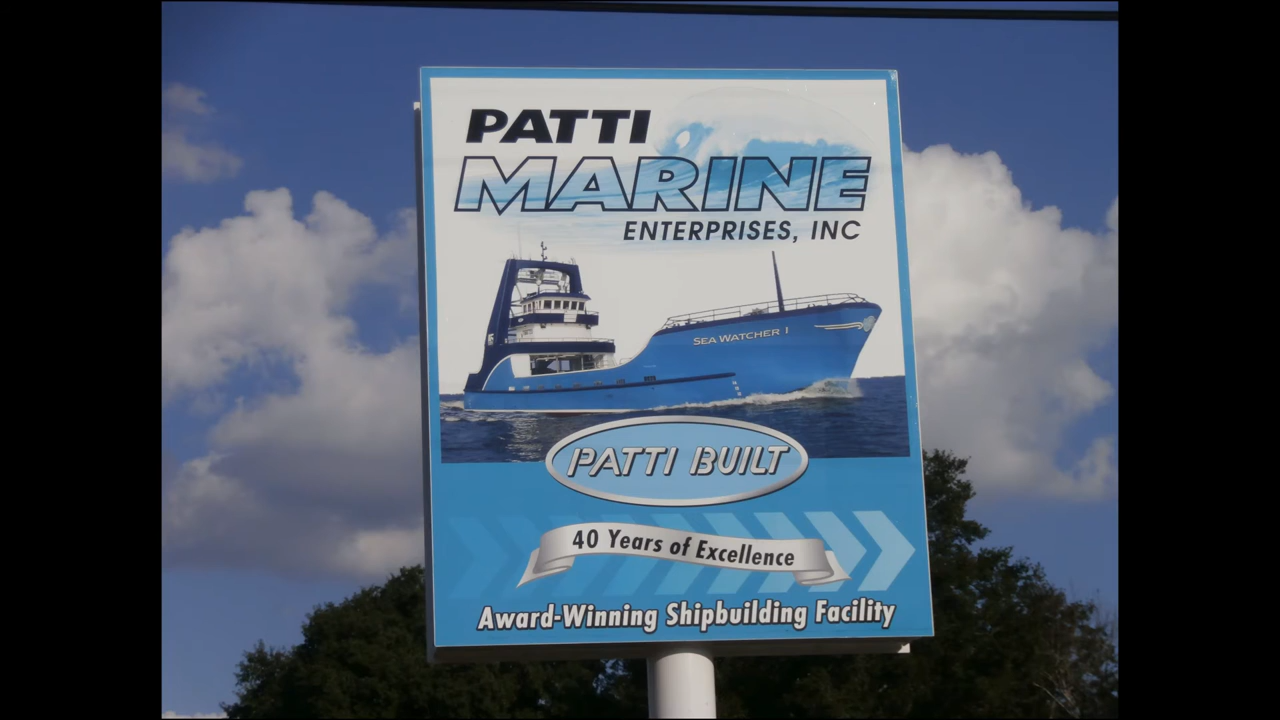 PATTI
MARINE
ENTERPRISES, INC
SEA WATCHER I
PATTI BUILT
40 Years of Excellence
Award-Winning Shipbuilding Facility